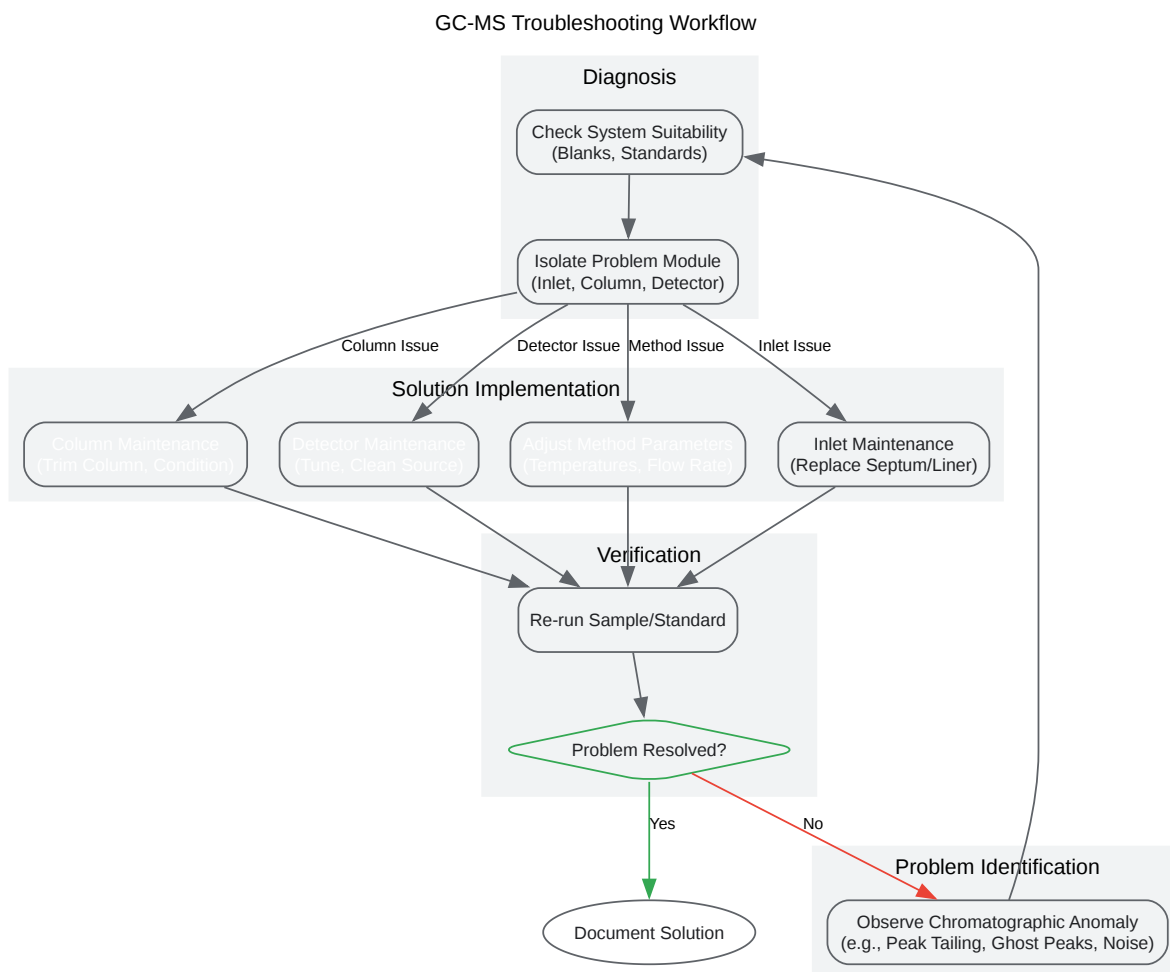 GC-MS Troubleshooting Workflow
Diagnosis
Check System Suitability
(Blanks, Standards)
Isolate Problem Module
(Inlet, Column, Detector)
Column Issue
Detector Issue
Method Issue
Inlet Issue
Solution Implementation
Column Maintenance
(Trim Column, Condition)
Detector Maintenance
(Tune, Clean Source)
Adjust Method Parameters
(Temperatures, Flow Rate)
Inlet Maintenance
(Replace Septum/Liner)
Verification
Re-run Sample/Standard
Problem Resolved?
Yes
No
Problem Identification
Document Solution
Observe Chromatographic Anomaly
(e.g., Peak Tailing, Ghost Peaks, Noise)